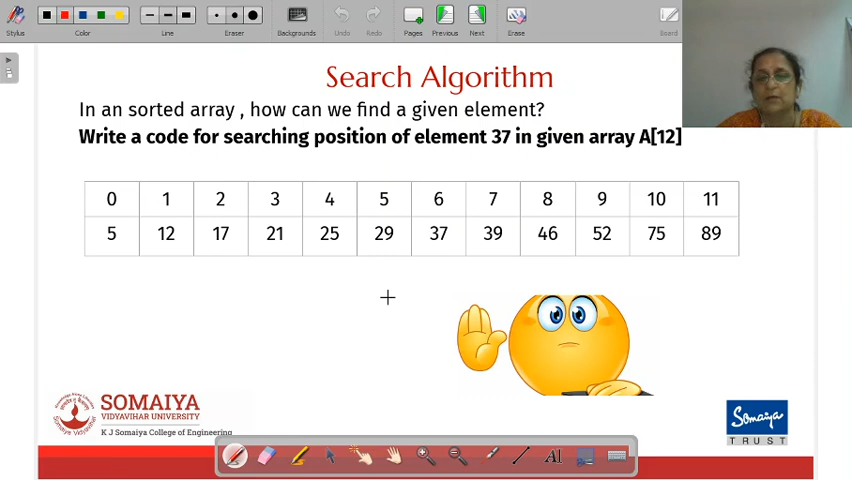 Stylus
Color
Line
Eraser
Backgrounds
Undo
Redo
Pages
Previous
Next
Erase
Board
Search Algorithm
In an sorted array , how can we find a given element?
Write a code for searching position of element 37 in given array A[12]
0 1 2 3 4 5 6 7 8 9 10 11
5 12 17 21 25 29 37 39 46 52 75 89
SOMAIYA
VIDYAVIHAR UNIVERSITY
K J Somaiya College of Engineering
Somaiya
TRUST
AI